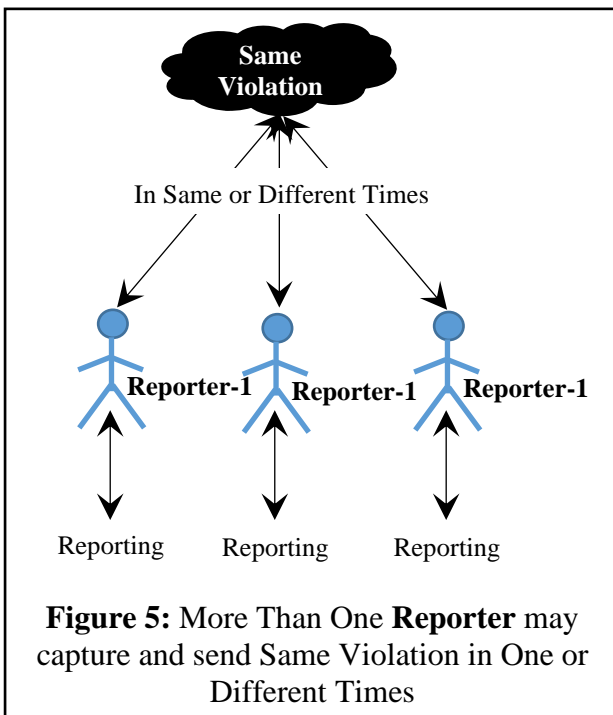 Same
Violation
In Same or Different Times
Reporter-1 Reporter-1 Reporter-1
Reporting Reporting Reporting
Figure 5: More Than One Reporter may
capture and send Same Violation in One or
Different Times